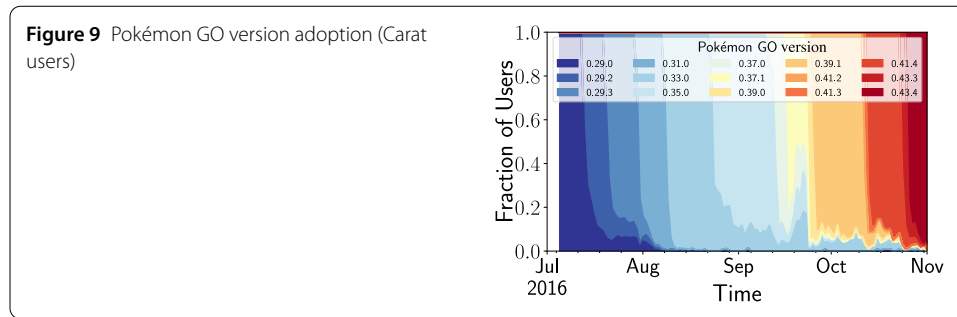 Figure 9 Pokémon GO version adoption (Carat
users)
Pokémon GO version
0.29.0 0.31.0 0.37.0 0.39.1 0.41.4
0.29.2 0.33.0 0.37.1 0.41.2 0.43.3
0.29.3 0.35.0 0.39.0 0.41.3 0.43.4
Fraction of Users
1.0
0.8
0.6
0.4
0.2
0.0
Jul Aug Sep Oct Nov
2016
Time